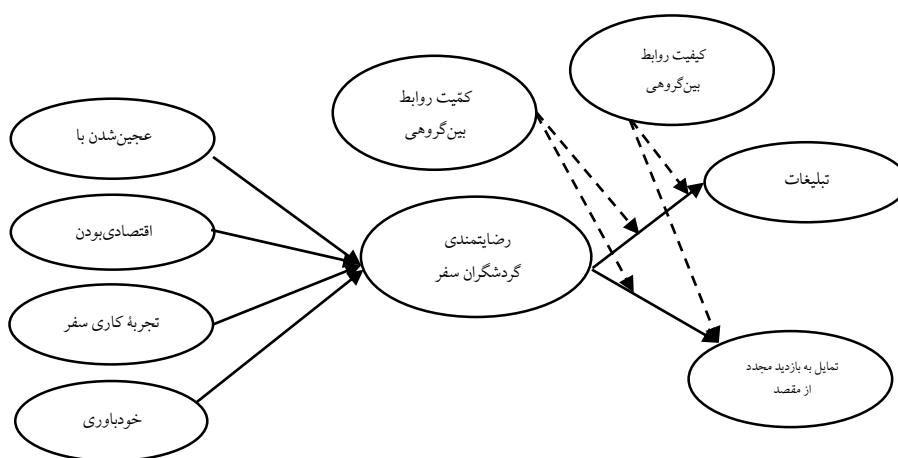 کیفیت روابط
بین‌گروهی
کمّیت روابط
بین‌گروهی
عجین‌شدن با
اقتصادی‌بودن
تجربۀ کاری سفر
خودباوری
رضایتمندی
گردشگران سفر
تبلیغات
تمایل به بازدید مجدد
از مقصد